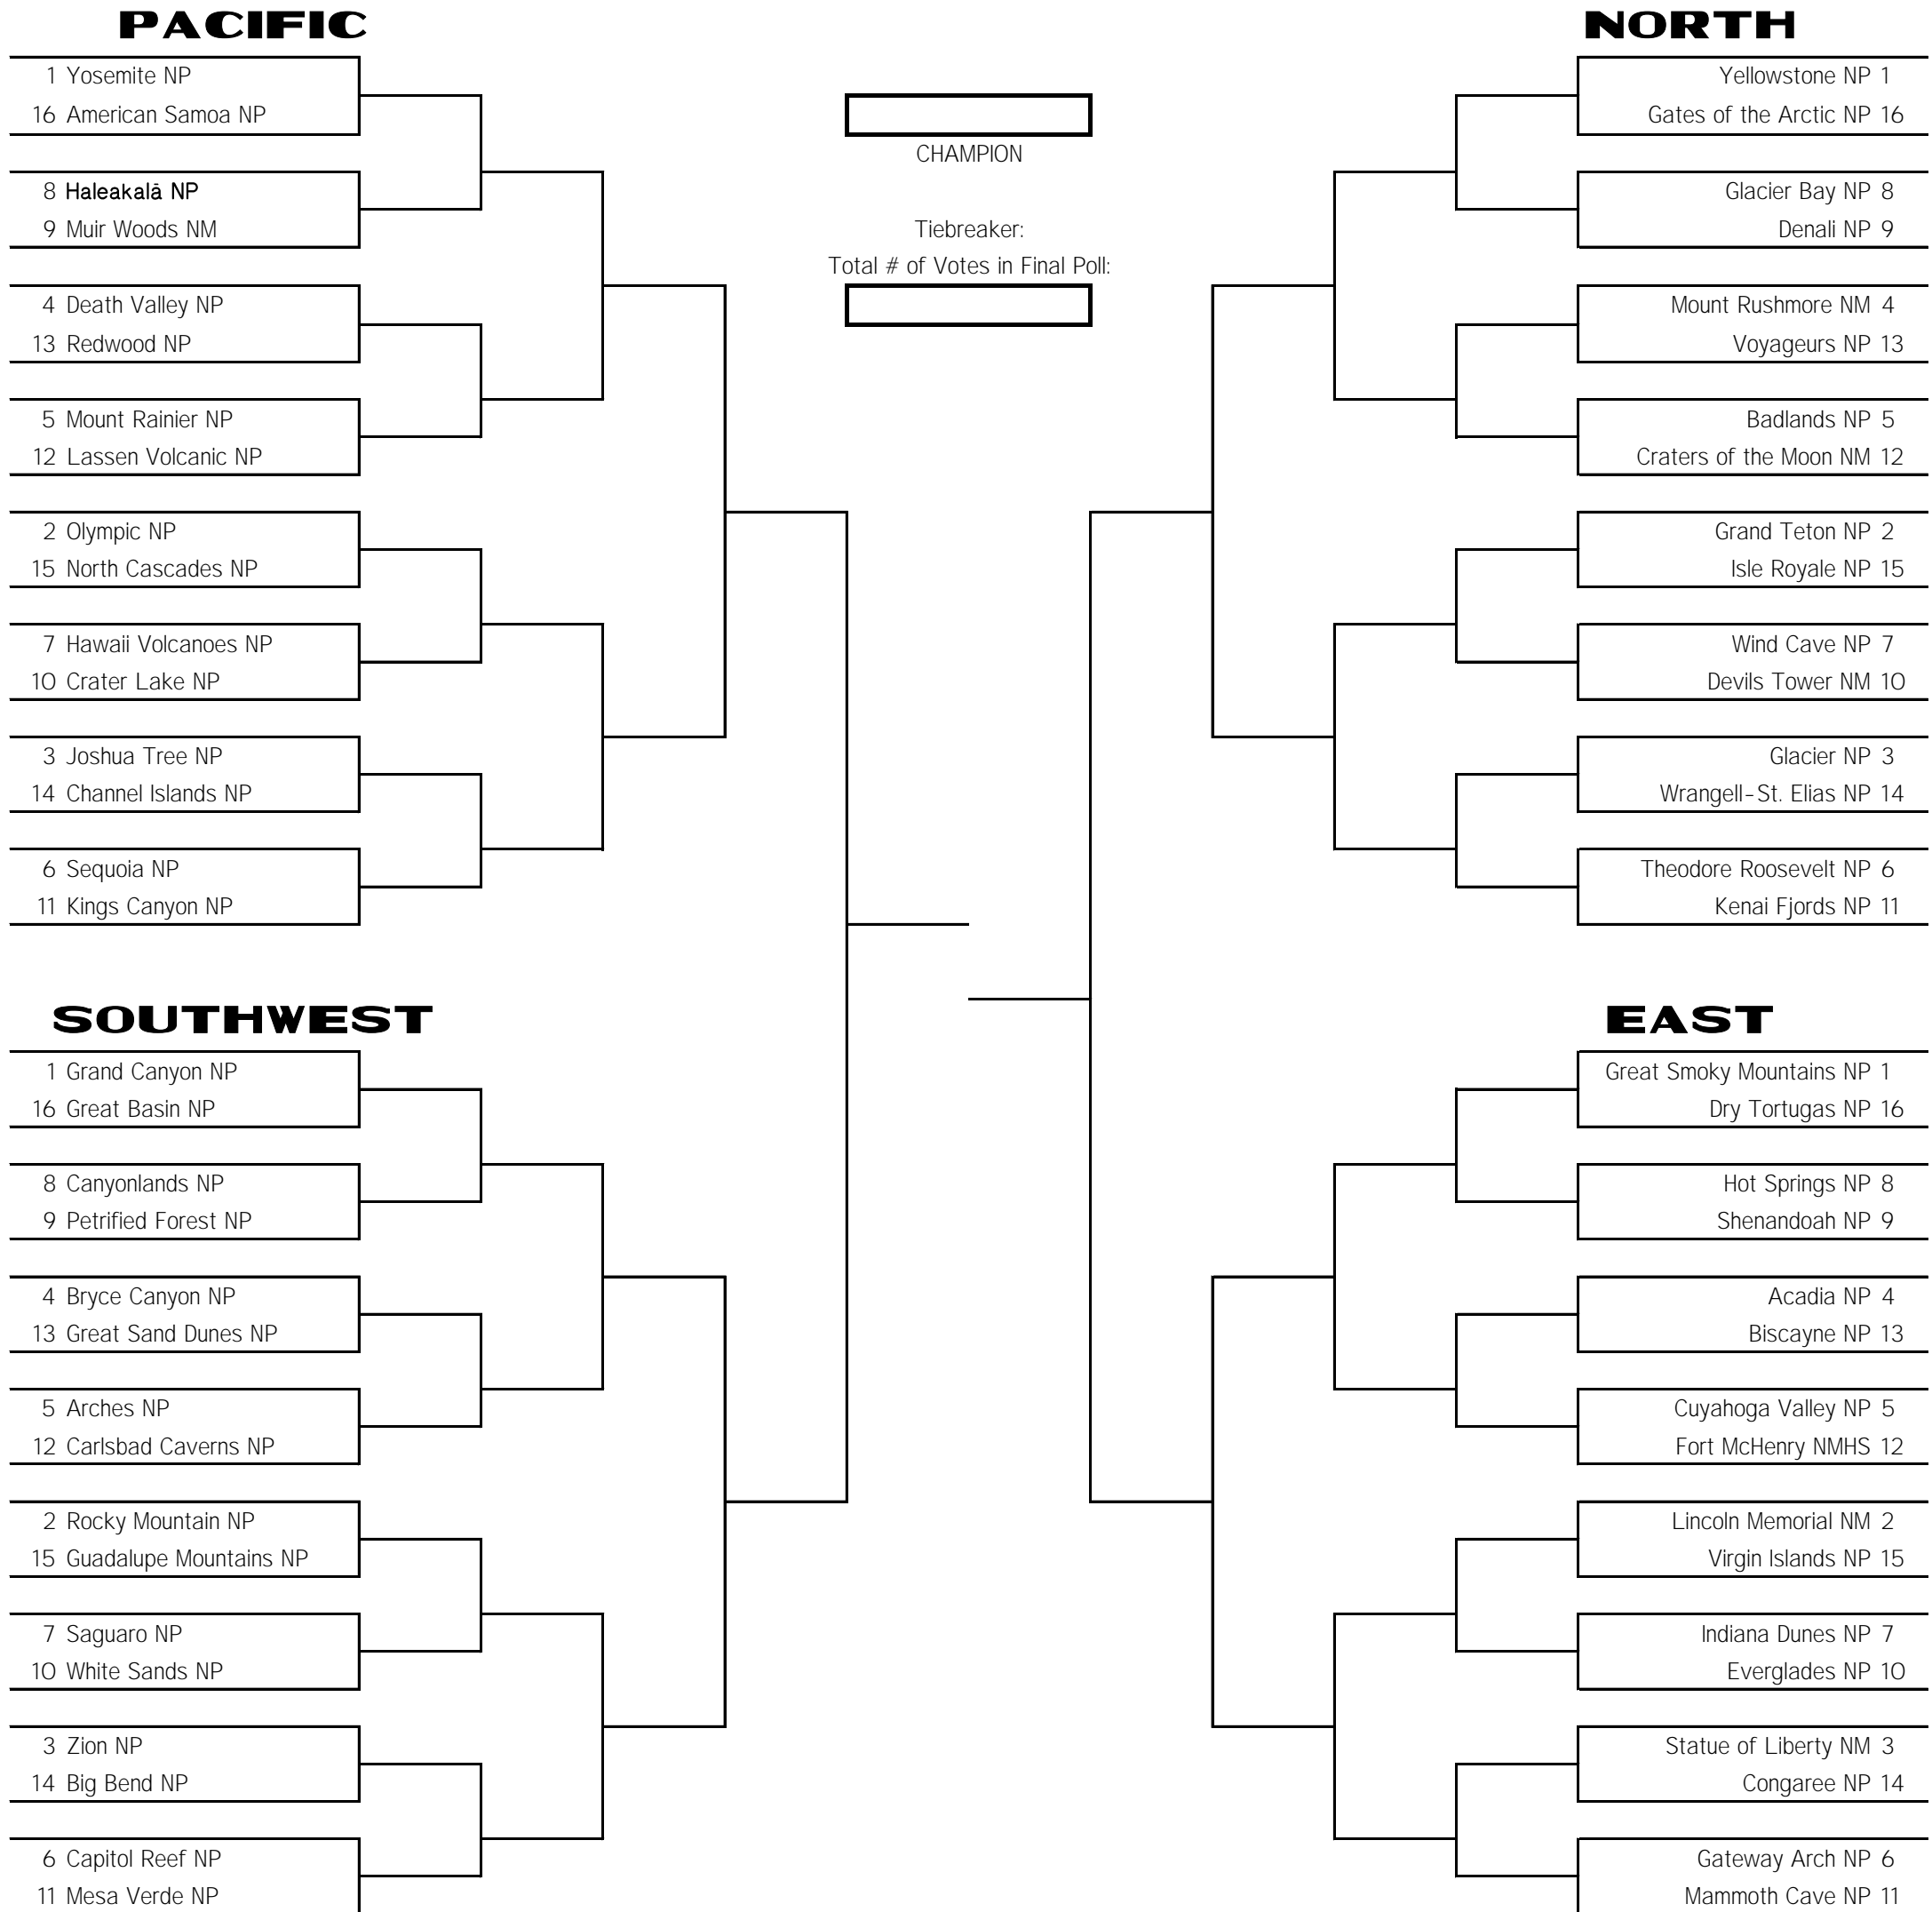 PACIFIC
1 Yosemite NP
16 American Samoa NP
8 Haleakalā NP
9 Muir Woods NM
4 Death Valley NP
13 Redwood NP
5 Mount Rainier NP
12 Lassen Volcanic NP
2 Olympic NP
15 North Cascades NP
7 Hawaii Volcanoes NP
10 Crater Lake NP
3 Joshua Tree NP
14 Channel Islands NP
6 Sequoia NP
11 Kings Canyon NP
SOUTHWEST
1 Grand Canyon NP
16 Great Basin NP
8 Canyonlands NP
9 Petrified Forest NP
4 Bryce Canyon NP
13 Great Sand Dunes NP
5 Arches NP
12 Carlsbad Caverns NP
2 Rocky Mountain NP
15 Guadalupe Mountains NP
7 Saguaro NP
10 White Sands NP
3 Zion NP
14 Big Bend NP
6 Capitol Reef NP
11 Mesa Verde NP
CHAMPION
Tiebreaker:
Total # of Votes in Final Poll:
NORTH
Yellowstone NP 1
Gates of the Arctic NP 16
Glacier Bay NP 8
Denali NP 9
Mount Rushmore NM 4
Voyageurs NP 13
Badlands NP 5
Craters of the Moon NM 12
Grand Teton NP 2
Isle Royale NP 15
Wind Cave NP 7
Devils Tower NM 10
Glacier NP 3
Wrangell-St. Elias NP 14
Theodore Roosevelt NP 6
Kenai Fjords NP 11
EAST
Great Smoky Mountains NP 1
Dry Tortugas NP 16
Hot Springs NP 8
Shenandoah NP 9
Acadia NP 4
Biscayne NP 13
Cuyahoga Valley NP 5
Fort McHenry NMHS 12
Lincoln Memorial NM 2
Virgin Islands NP 15
Indiana Dunes NP 7
Everglades NP 10
Statue of Liberty NM 3
Congaree NP 14
Gateway Arch NP 6
Mammoth Cave NP 11